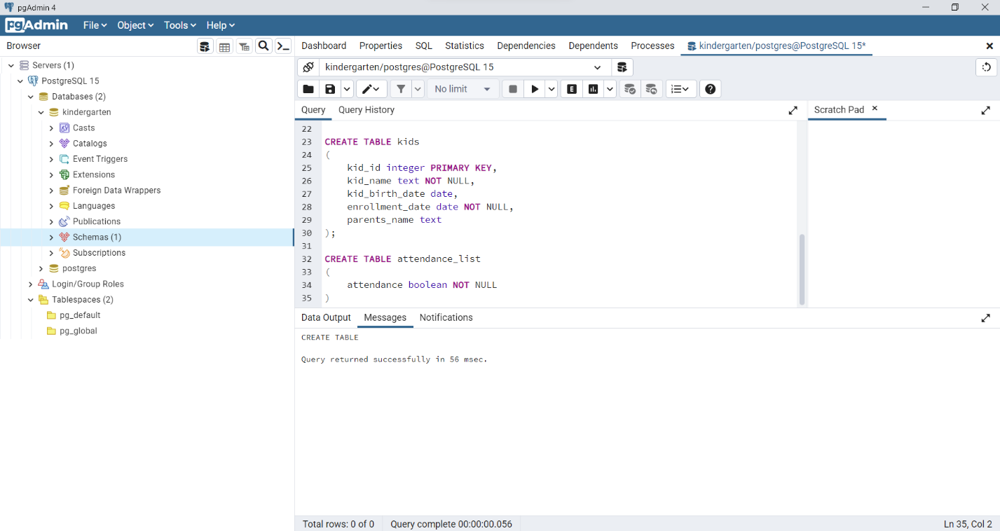 pgAdmin 4
pgAdmin File Object Tools Help
Browser
Servers (1)
PostgreSQL 15
Databases (2)
kindergarten
Casts
Catalogs
Event Triggers
Extensions
Foreign Data Wrappers
Languages
Publications
Schemas (1)
Subscriptions
postgres
Login/Group Roles
Tablespaces (2)
pg_default
pg_global
Dashboard Properties SQL Statistics Dependencies Dependents Processes kindergarten/postgres@PostgreSQL 15*
kindergarten/postgres@PostgreSQL 15
No limit E
Query Query History
Scratch Pad
22
23 CREATE TABLE kids
24 (
25 kid_id integer PRIMARY KEY,
26 kid_name text NOT NULL,
27 kid_birth_date date,
28 enrollment_date date NOT NULL,
29 parents_name text
30 );
31
32 CREATE TABLE attendance_list
33 (
34 attendance boolean NOT NULL
35 )
Data Output Messages Notifications
CREATE TABLE
Query returned successfully in 56 msec.
Total rows: 0 of 0 Query complete 00:00:00.056 Ln 35, Col 2